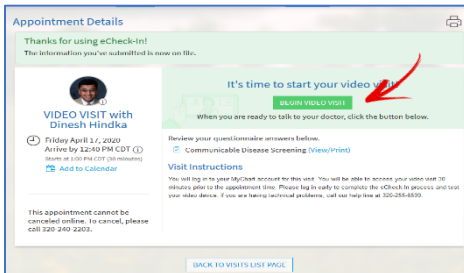 Appointment Details
Thanks for using eCheck-In!
The information you've submitted is now on file.
VIDEO VISIT with
Dinesh Hindka
Friday April 17, 2020
Arrive by 12:40 PM CDT
Starts at 1:00 PM CDT (30 minutes)
Add to Calendar
This appointment cannot be
canceled online. To cancel, please
call 320-240-2203.
It's time to start your video visit!
BEGIN VIDEO VISIT
When you are ready to talk to your doctor, click the button below.
Review your questionnaire answers below.
Communicable Disease Screening (View/Print)
Visit Instructions
You will log in to your MyChart account for this visit. You will be able to access your video visit 30
minutes prior to the appointment time. Please log in early to complete the eCheck In process and test
your video device. If you are having technical problems, call our help line at
BACK TO VISITS LIST PAGE